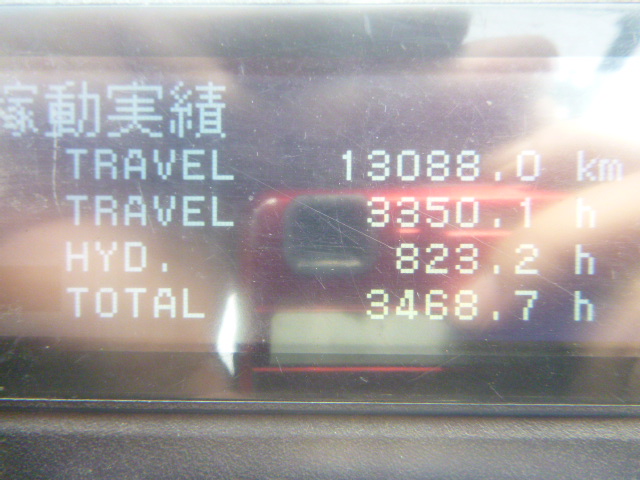 稼動実績
TRAVEL 13088.0 km
TRAVEL 3350.1 h
HYD. 823.2 h
TOTAL 3468.7 h